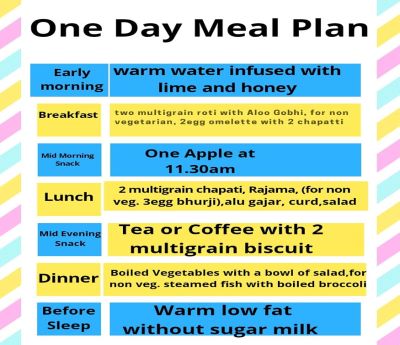 One Day Meal Plan
Early
morning
warm water infused with
lime and honey
Breakfast
two multigrain roti with Aloo Gobhi, for non
vegetarian, 2egg omelette with 2 chapatti
Mid Morning
Snack
One Apple at
11.30am
Lunch
2 multigrain chapati, Rajama, (for non
veg. 3egg bhurji),alu gajar, curd,salad
Mid Evening
Snack
Tea or Coffee with 2
multigrain biscuit
Dinner
Boiled Vegetables with a bowl of salad,for
non veg. steamed fish with boiled broccoli
Before
Sleep
Warm low fat
without sugar milk